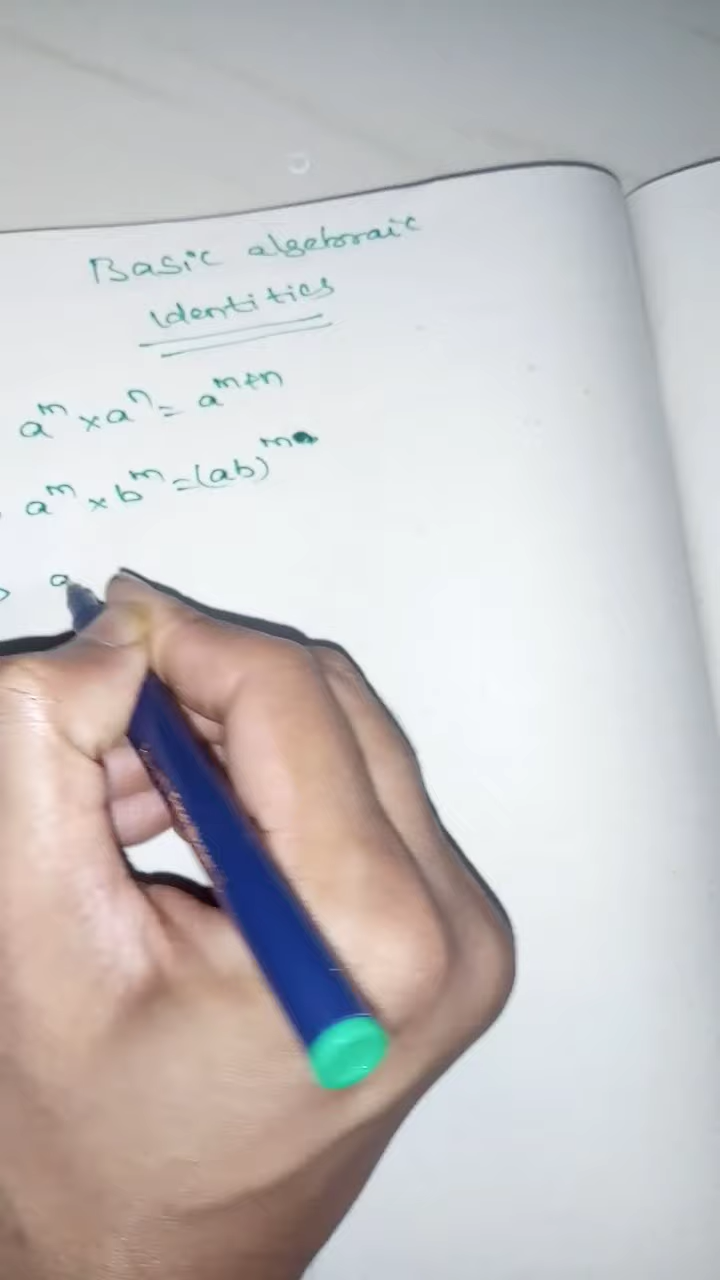 Basic algebraic
Identities
a^m × a^n = a^m+n
a^m × b^m = (ab)^m
a